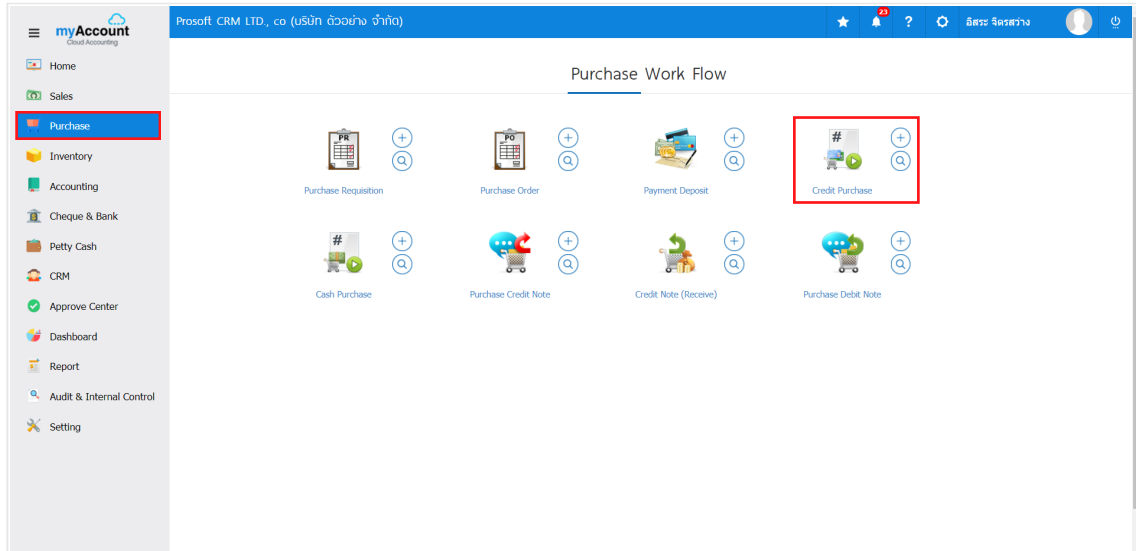 myAccount
Cloud Accounting
Prosoft CRM LTD., co (บริษัท ตัวอย่าง จำกัด)
23
?
อิสระ จิดรสว่าง
Home
Sales
Purchase
Inventory
Accounting
Cheque & Bank
Petty Cash
CRM
Approve Center
Dashboard
Report
Audit & Internal Control
Setting
Purchase Work Flow
PR
Purchase Requisition
PO
Purchase Order
Payment Deposit
#
Credit Purchase
#
Cash Purchase
Purchase Credit Note
Credit Note (Receive)
Purchase Debit Note